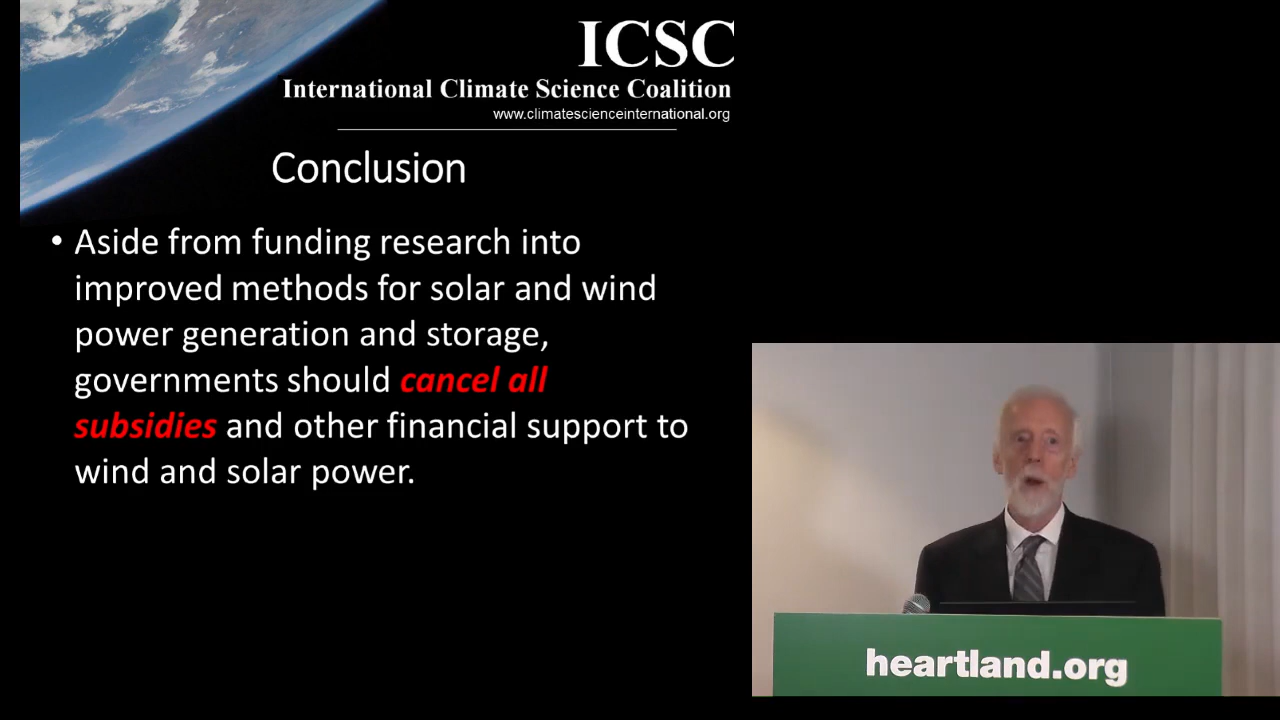 ICSC
International Climate Science Coalition
www.climatescienceinternational.org
Conclusion
• Aside from funding research into
improved methods for solar and wind
power generation and storage,
governments should cancel all
subsidies and other financial support to
wind and solar power.
heartland.org